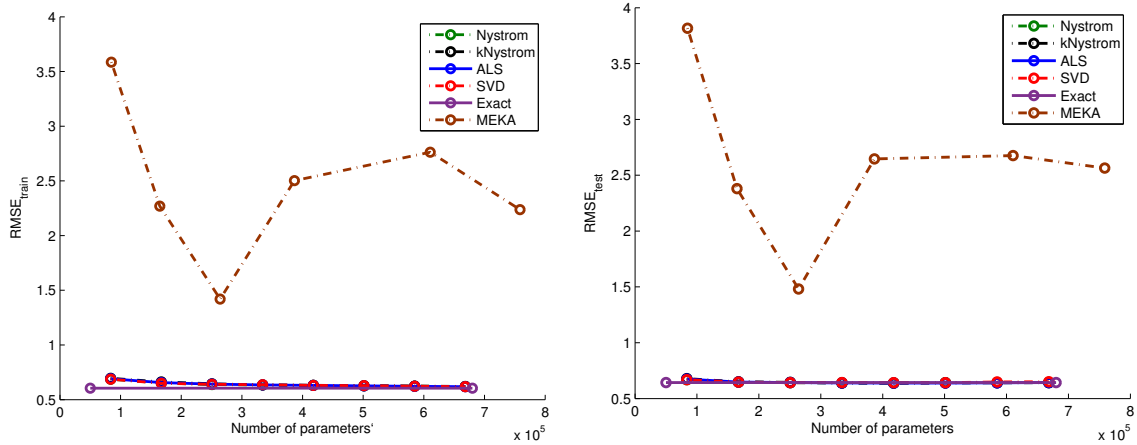 4
3.5
3
2.5
2
1.5
1
0.5
RMSE_train
0 1 2 3 4 5 6 7 8
x 10^5
Number of parameters‘
Nystrom
kNystrom
ALS
SVD
Exact
MEKA
4
3.5
3
2.5
2
1.5
1
0.5
RMSE_test
0 1 2 3 4 5 6 7 8
x 10^5
Number of parameters
Nystrom
kNystrom
ALS
SVD
Exact
MEKA